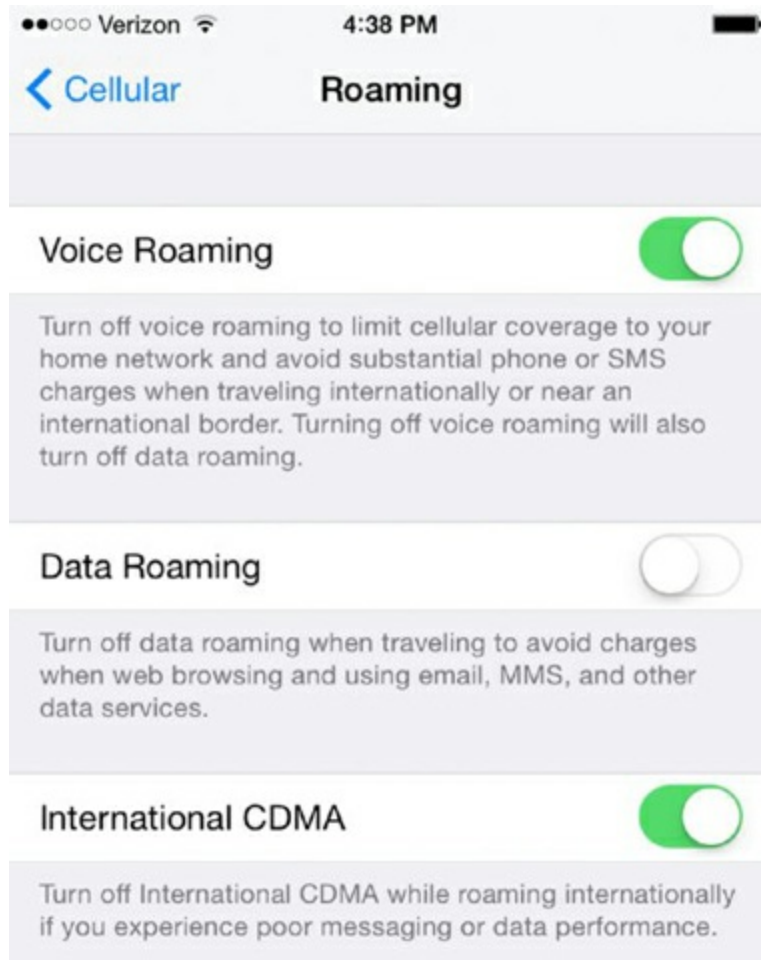 Verizon 4:38 PM
Cellular Roaming
Voice Roaming
Turn off voice roaming to limit cellular coverage to your
home network and avoid substantial phone or SMS
charges when traveling internationally or near an
international border. Turning off voice roaming will also
turn off data roaming.
Data Roaming
Turn off data roaming when traveling to avoid charges
when web browsing and using email, MMS, and other
data services.
International CDMA
Turn off International CDMA while roaming internationally
if you experience poor messaging or data performance.